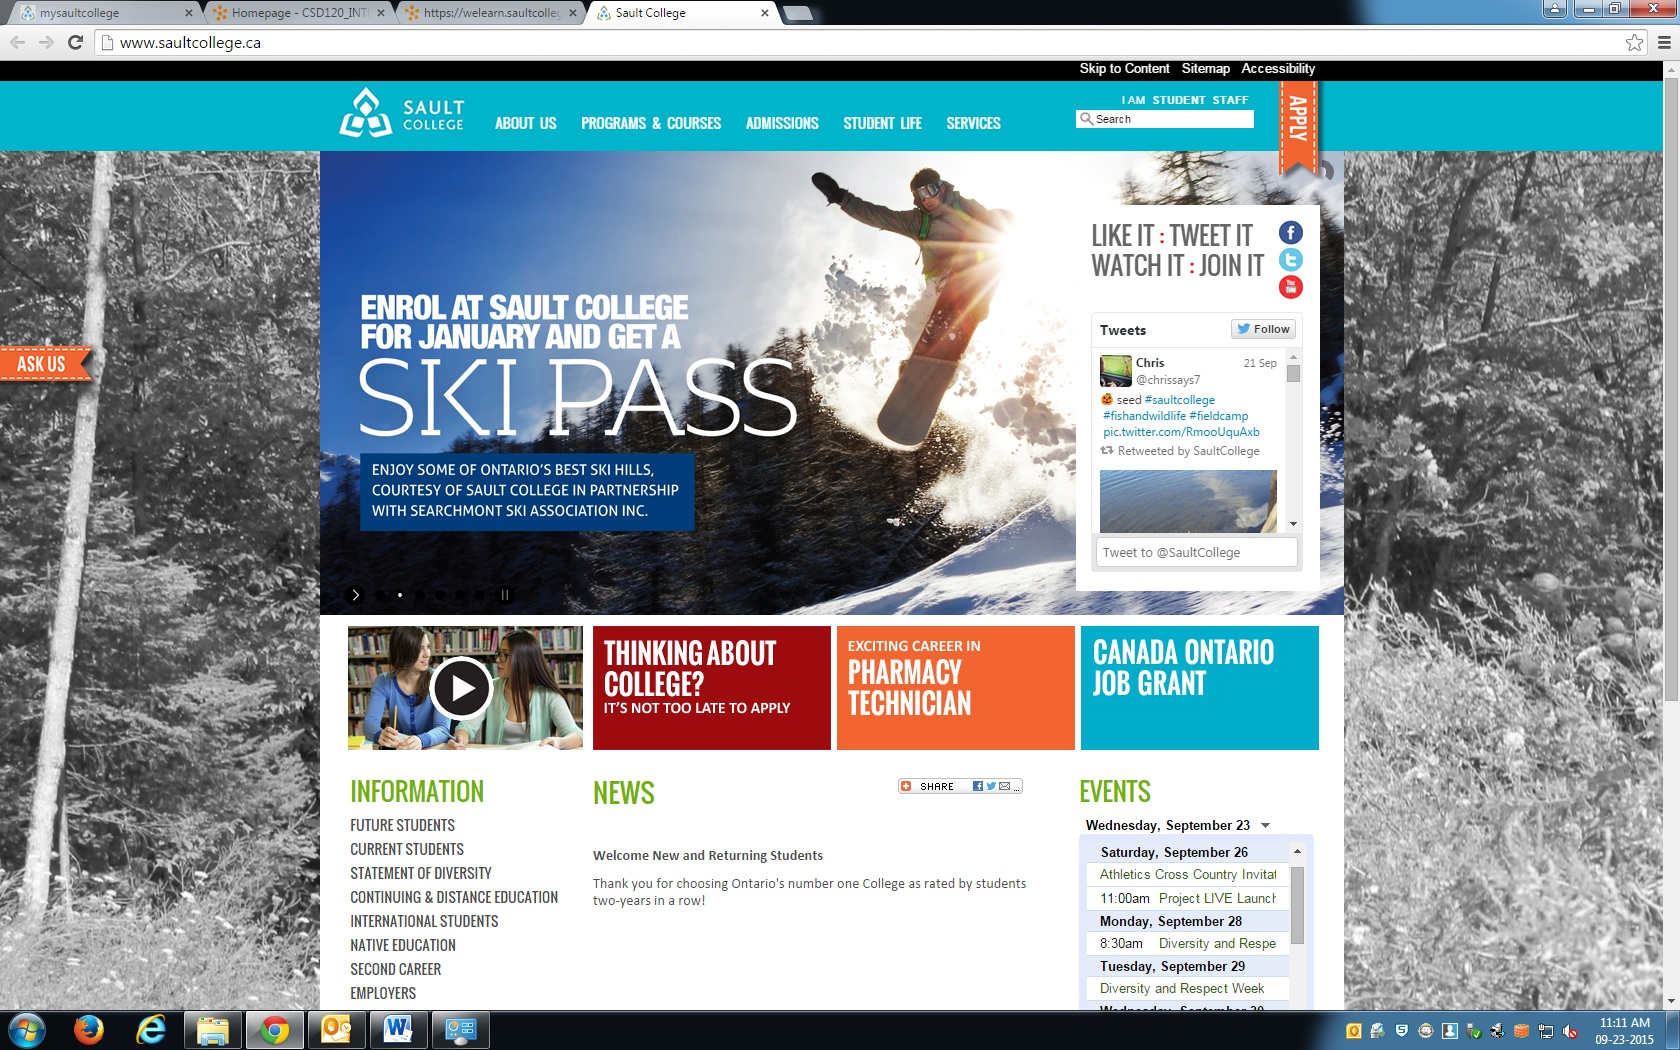 mysaultcollege
Homepage - CSD120_INTI
https://welearn.saultcolleg
Sault College
www.saultcollege.ca
Skip to Content Sitemap Accessibility
SAULT
COLLEGE
ABOUT US PROGRAMS & COURSES ADMISSIONS STUDENT LIFE SERVICES
I AM STUDENT STAFF
Search
APPLY
ASK US
ENROL AT SAULT COLLEGE
FOR JANUARY AND GET A
SKI PASS
ENJOY SOME OF ONTARIO'S BEST SKI HILLS,
COURTESY OF SAULT COLLEGE IN PARTNERSHIP
WITH SEARCHMONT SKI ASSOCIATION INC.
LIKE IT : TWEET IT
WATCH IT : JOIN IT
You
Tube
Tweets
Follow
Chris 21 Sep
@chrissays7
seed #saultcollege
#fishandwildlife #fieldcamp
pic.twitter.com/RmooUquAxb
Retweeted by SaultCollege
Tweet to @SaultCollege
THINKING ABOUT
COLLEGE?
IT'S NOT TOO LATE TO APPLY
EXCITING CAREER IN
PHARMACY
TECHNICIAN
CANADA ONTARIO
JOB GRANT
INFORMATION
FUTURE STUDENTS
CURRENT STUDENTS
STATEMENT OF DIVERSITY
CONTINUING & DISTANCE EDUCATION
INTERNATIONAL STUDENTS
NATIVE EDUCATION
SECOND CAREER
EMPLOYERS
NEWS
SHARE ...
Welcome New and Returning Students
Thank you for choosing Ontario's number one College as rated by students
two-years in a row!
EVENTS
Wednesday, September 23
Saturday, September 26
Athletics Cross Country Invitat
11:00am Project LIVE Launch
Monday, September 28
8:30am Diversity and Respe
Tuesday, September 29
Diversity and Respect Week
Wednesday, September 30
11:11 AM
09-23-2015